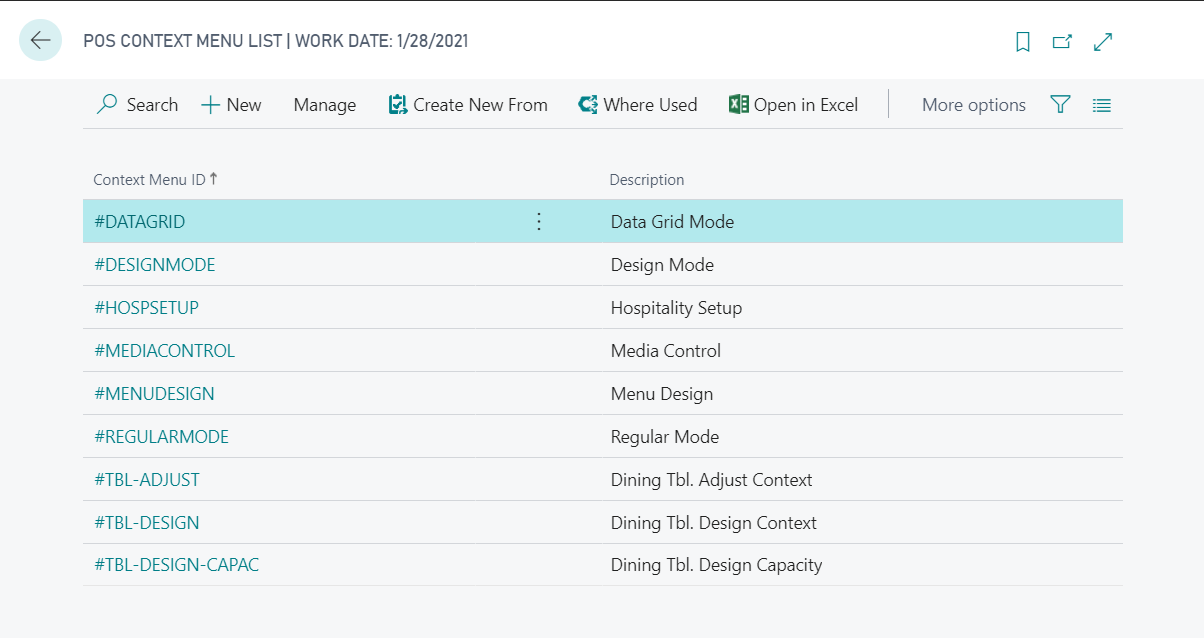 POS CONTEXT MENU LIST | WORK DATE: 1/28/2021
Search New Manage Create New From Where Used Open in Excel More options
Context Menu ID↑ Description
#DATAGRID Data Grid Mode
#DESIGNMODE Design Mode
#HOSPSETUP Hospitality Setup
#MEDIACONTROL Media Control
#MENUDESIGN Menu Design
#REGULARMODE Regular Mode
#TBL-ADJUST Dining Tbl. Adjust Context
#TBL-DESIGN Dining Tbl. Design Context
#TBL-DESIGN-CAPAC Dining Tbl. Design Capacity